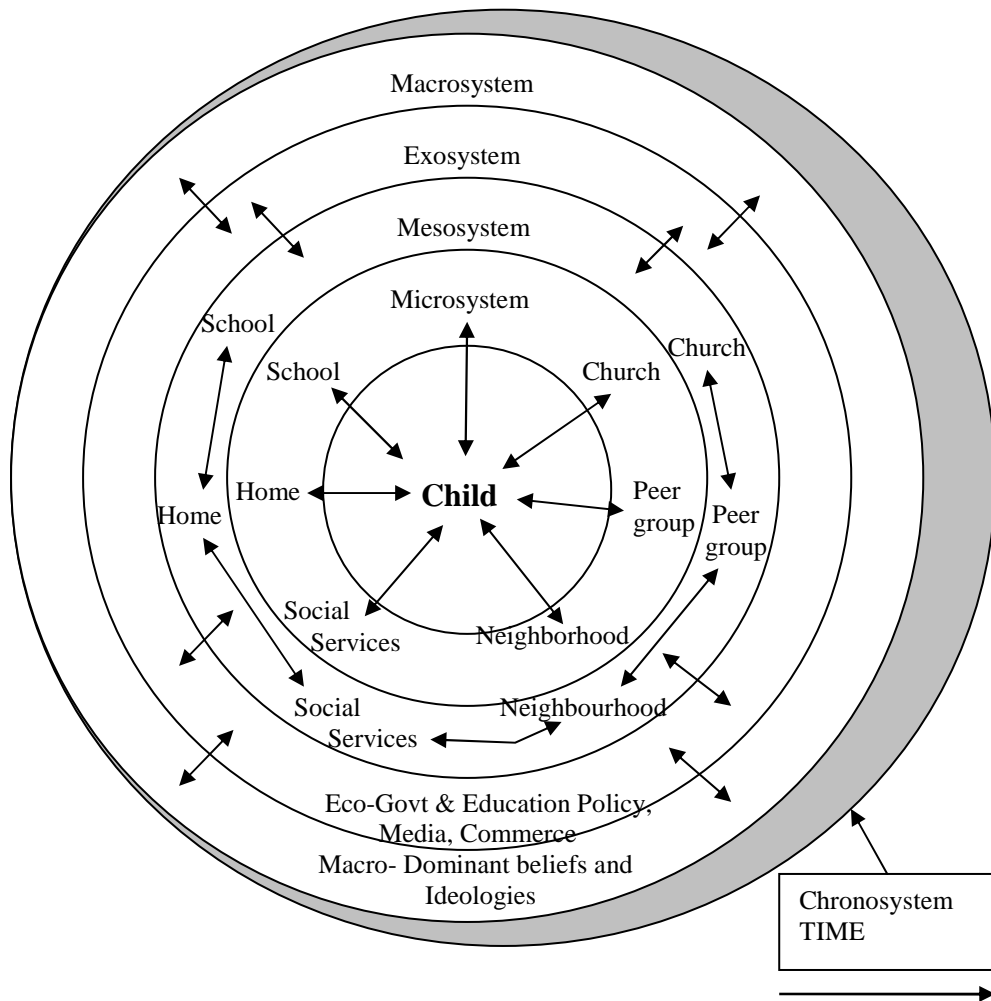 Macrosystem
Exosystem
Mesosystem
Microsystem
School
School
Church
Church
Home
Child
Peer
group
Home
Peer
group
Social
Services
Neighborhood
Social
Services
Neighbourhood
Eco-Govt & Education Policy,
Media, Commerce
Macro- Dominant beliefs and
Ideologies
Chronosystem
TIME